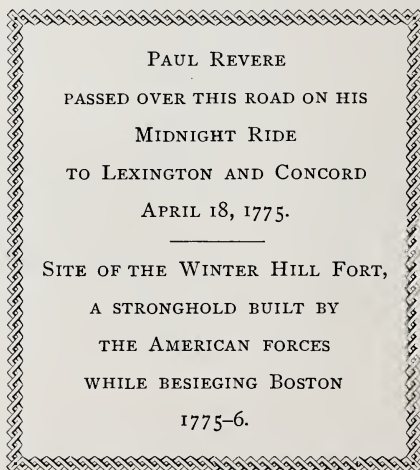 Paul Revere
passed over this road on his
Midnight Ride
to Lexington and Concord
April 18, 1775.
Site of the Winter Hill Fort,
a stronghold built by
the American forces
while besieging Boston
1775–6.